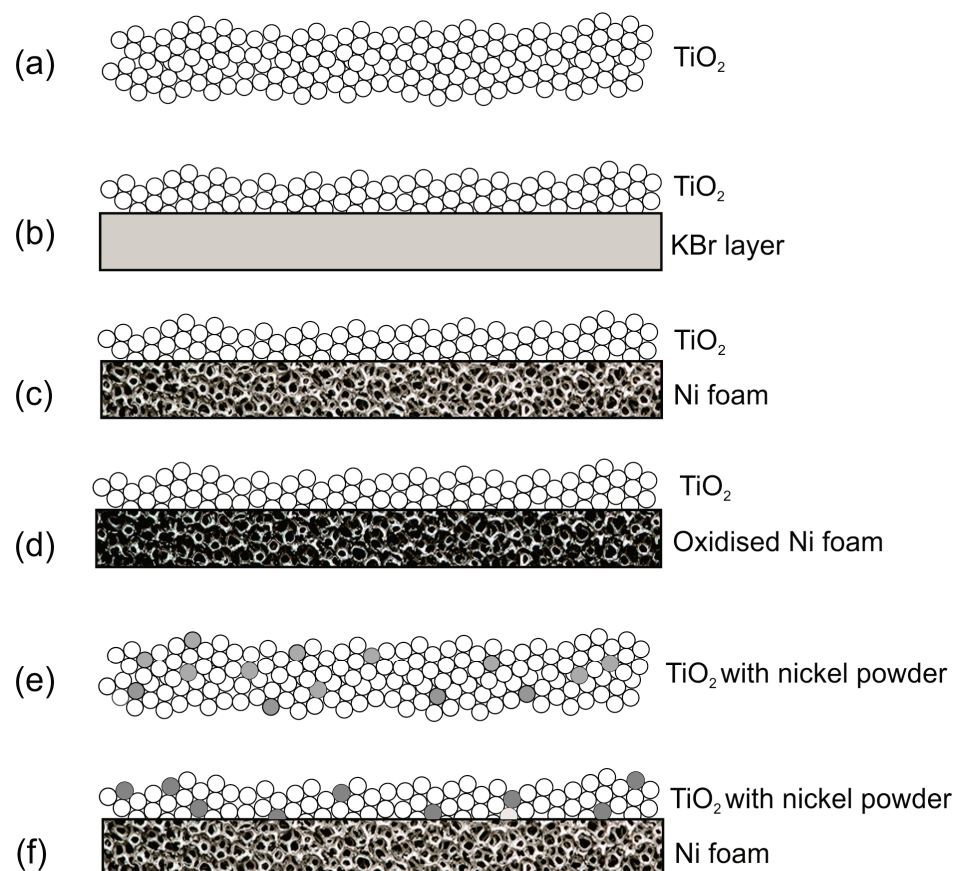 (a)
TiO₂
(b)
TiO₂
KBr layer
(c)
TiO₂
Ni foam
(d)
TiO₂
Oxidised Ni foam
(e)
TiO₂ with nickel powder
(f)
TiO₂ with nickel powder
Ni foam